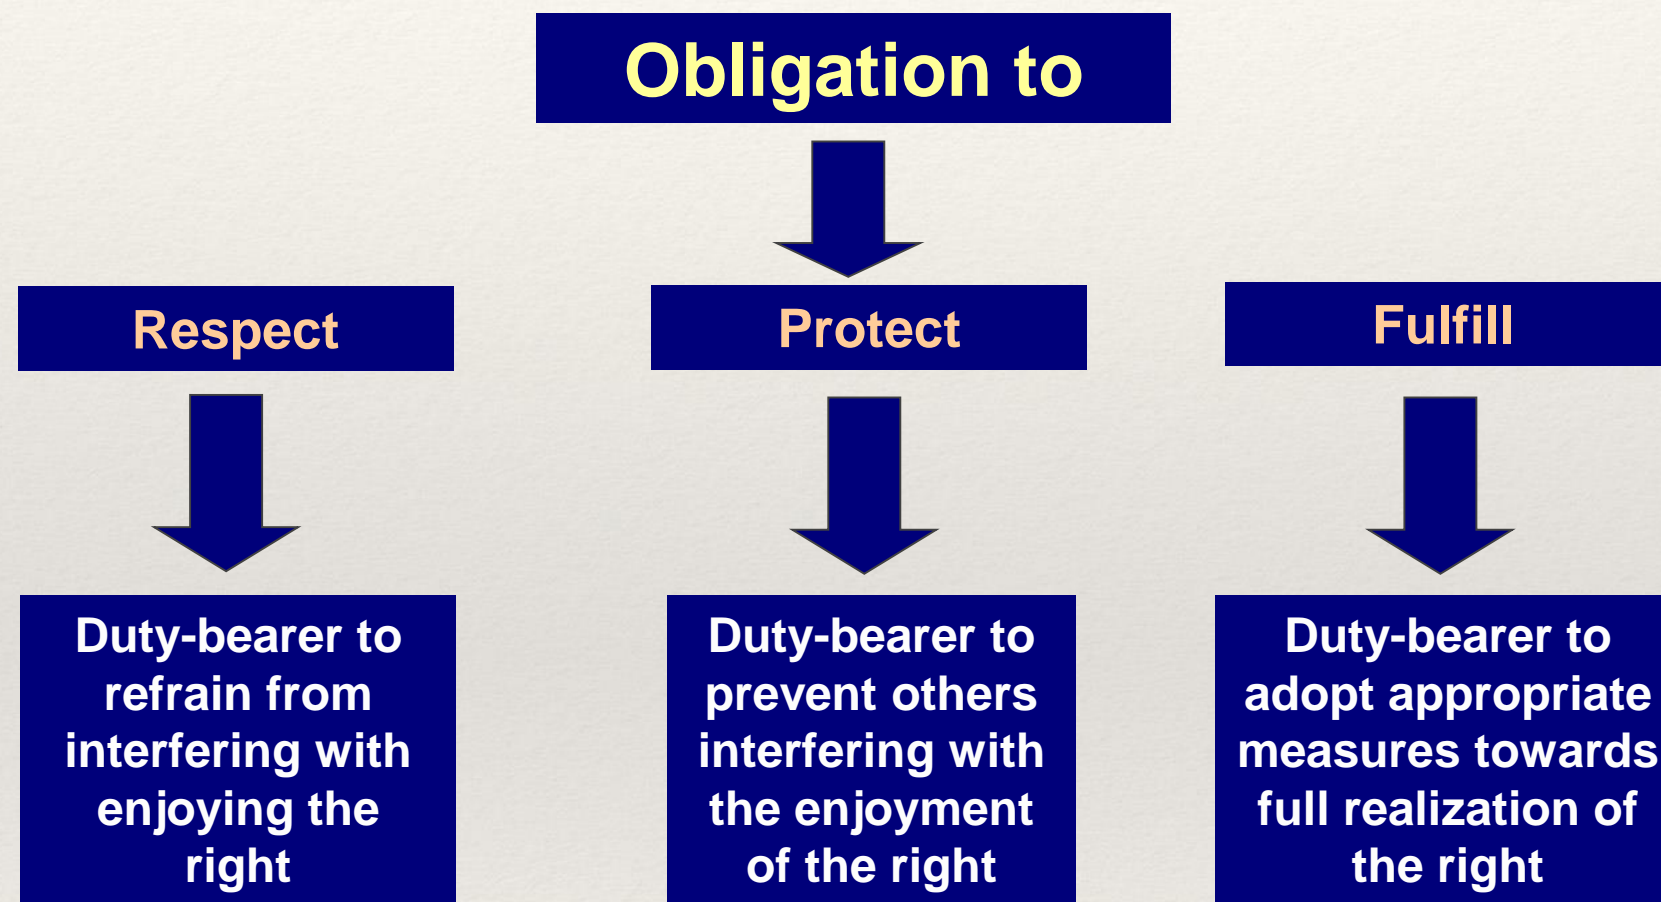 Obligation to
Respect
Protect
Fulfill
Duty-bearer to
refrain from
interfering with
enjoying the
right
Duty-bearer to
prevent others
interfering with
the enjoyment
of the right
Duty-bearer to
adopt appropriate
measures towards
full realization of
the right